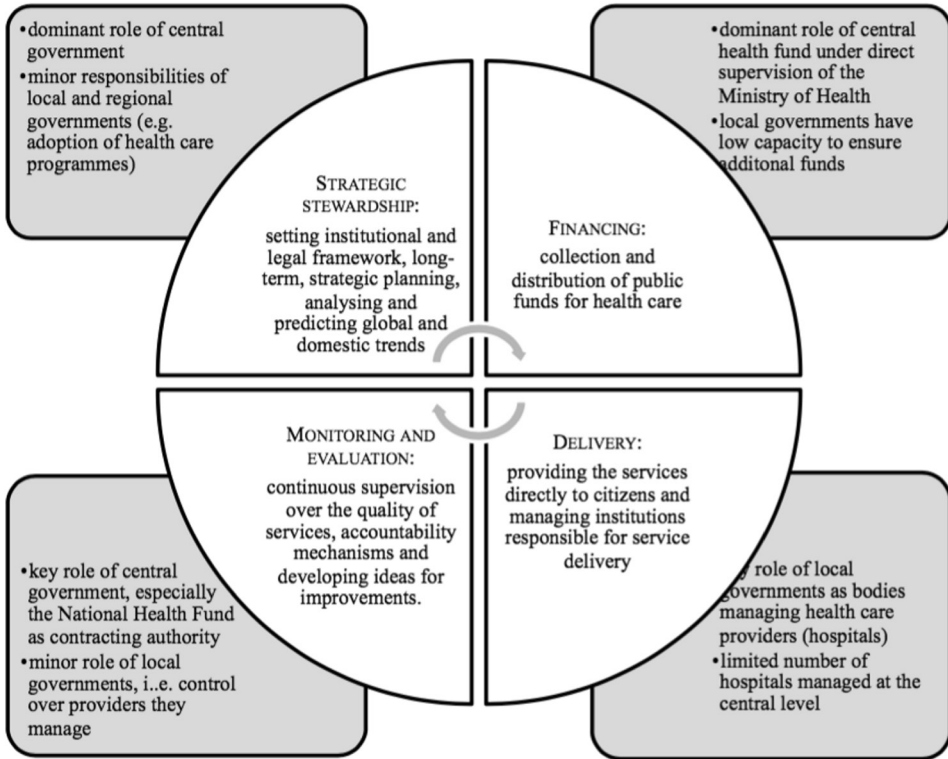 •dominant role of central
government
•minor responsibilities of
local and regional
governments (e.g.
adoption of health care
programmes)
•dominant role of central
health fund under direct
supervision of the
Ministry of Health
•local governments have
low capacity to ensure
additonal funds
STRATEGIC
STEWARDSHIP:
setting institutional and
legal framework, long-
term, strategic planning,
analysing and
predicting global and
domestic trends
FINANCING:
collection and
distribution of public
funds for health care
MONITORING AND
EVALUATION:
continuous supervision
over the quality of
services, accountability
mechanisms and
developing ideas for
improvements.
DELIVERY:
providing the services
directly to citizens and
managing institutions
responsible for service
delivery
•key role of central
government, especially
the National Health Fund
as contracting authority
•minor role of local
governments, i..e. control
over providers they
manage
role of local
governments as bodies
managing health care
providers (hospitals)
•limited number of
hospitals managed at the
central level